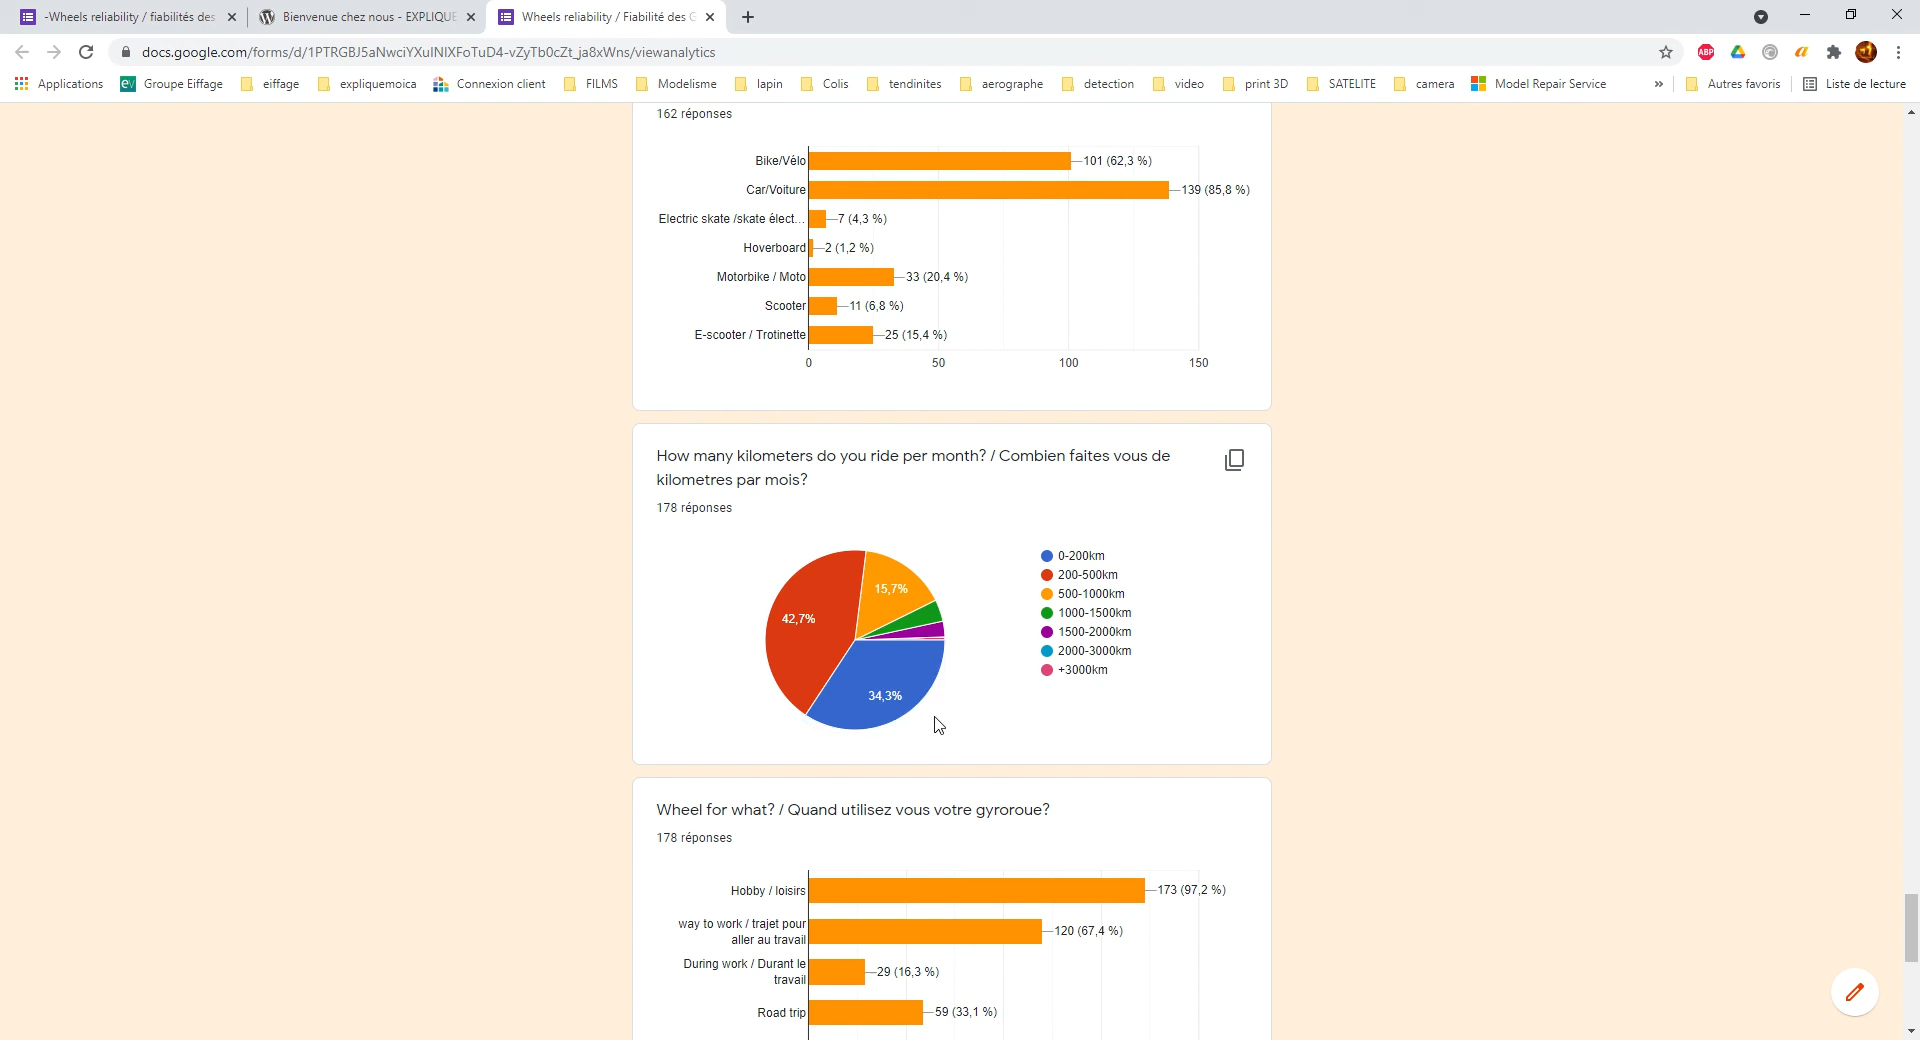 -Wheels reliability / fiabilités des
Bienvenue chez nous - EXPLIQUE
Wheels reliability / Fiabilité des G
docs.google.com/forms/d/1PTRGBJ5aNwciYXuINIXFoTuD4-vZyTb0cZt_ja8xWns/viewanalytics
ABP
Applications
Groupe Eiffage
eiffage
expliquemoica
Connexion client
FILMS
Modelisme
lapin
Colis
tendinites
aerographe
detection
video
print 3D
SATELITE
camera
Model Repair Service
»
Autres favoris
Liste de lecture
162 réponses
Bike/Vélo 101 (62,3 %)
Car/Voiture 139 (85,8 %)
Electric skate /skate élect... 7 (4,3 %)
Hoverboard 2 (1,2 %)
Motorbike / Moto 33 (20,4 %)
Scooter 11 (6,8 %)
E-scooter / Trotinette 25 (15,4 %)
0 50 100 150
How many kilometers do you ride per month? / Combien faites vous de
kilometres par mois?
178 réponses
15,7%
42,7%
34,3%
0-200km
200-500km
500-1000km
1000-1500km
1500-2000km
2000-3000km
+3000km
Wheel for what? / Quand utilisez vous votre gyroroue?
178 réponses
Hobby / loisirs 173 (97,2 %)
way to work / trajet pour
aller au travail 120 (67,4 %)
During work / Durant le
travail 29 (16,3 %)
Road trip 59 (33,1 %)